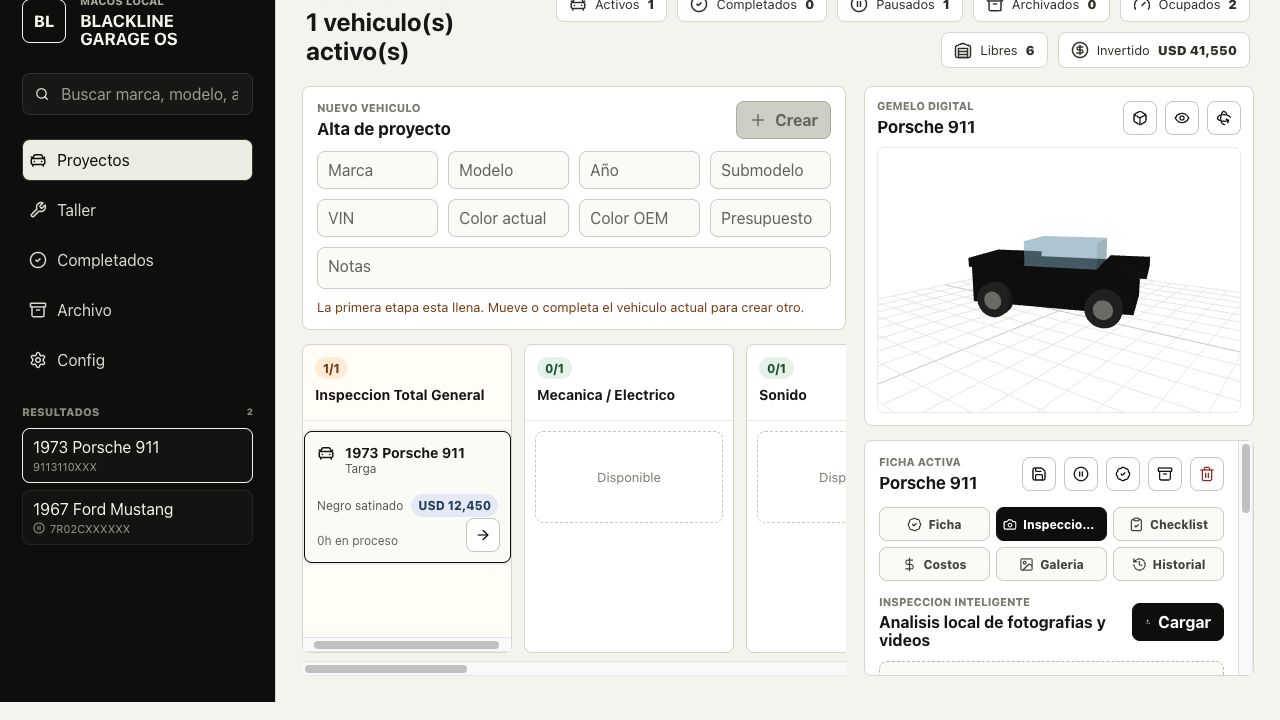 MACOS LOCAL
BL
BLACKLINE
GARAGE OS
Buscar marca, modelo, a
Proyectos
Taller
Completados
Archivo
Config
RESULTADOS 2
1973 Porsche 911
9113110XXX
1967 Ford Mustang
7R02CXXXXXX
1 vehiculo(s)
activo(s)
Activos 1
Completados 0
Pausados 1
Archivados 0
Ocupados 2
Libres 6
Invertido USD 41,550
NUEVO VEHICULO
Alta de proyecto
Crear
Marca
Modelo
Año
Submodelo
VIN
Color actual
Color OEM
Presupuesto
Notas
La primera etapa esta llena. Mueve o completa el vehiculo actual para crear otro.
1/1
Inspeccion Total General
1973 Porsche 911
Targa
Negro satinado USD 12,450
0h en proceso
0/1
Mecanica / Electrico
Disponible
0/1
Sonido
Disp
GEMELO DIGITAL
Porsche 911
FICHA ACTIVA
Porsche 911
Ficha
Inspeccio...
Checklist
Costos
Galeria
Historial
INSPECCION INTELIGENTE
Analisis local de fotografias y
videos
Cargar